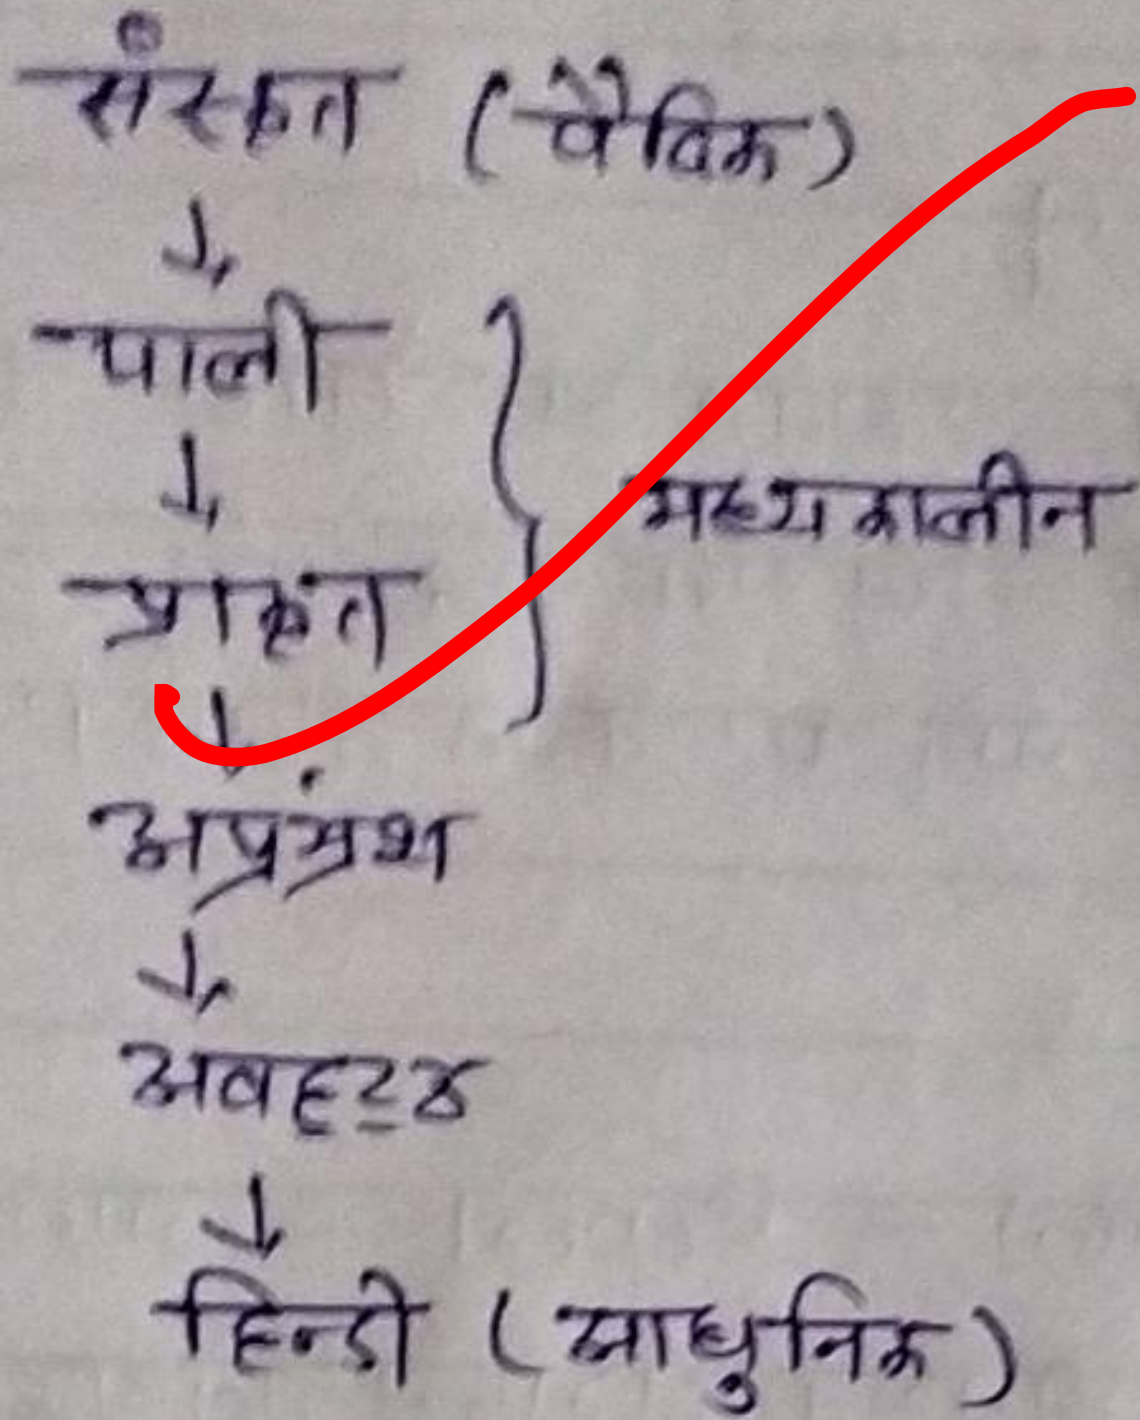 संस्कृत (वैदिक)
↓
पाली
↓
प्राकृत
मध्यकालीन
↓
अप्रभ्रंश
↓
अवहट्ठ
↓
हिन्दी (आधुनिक)